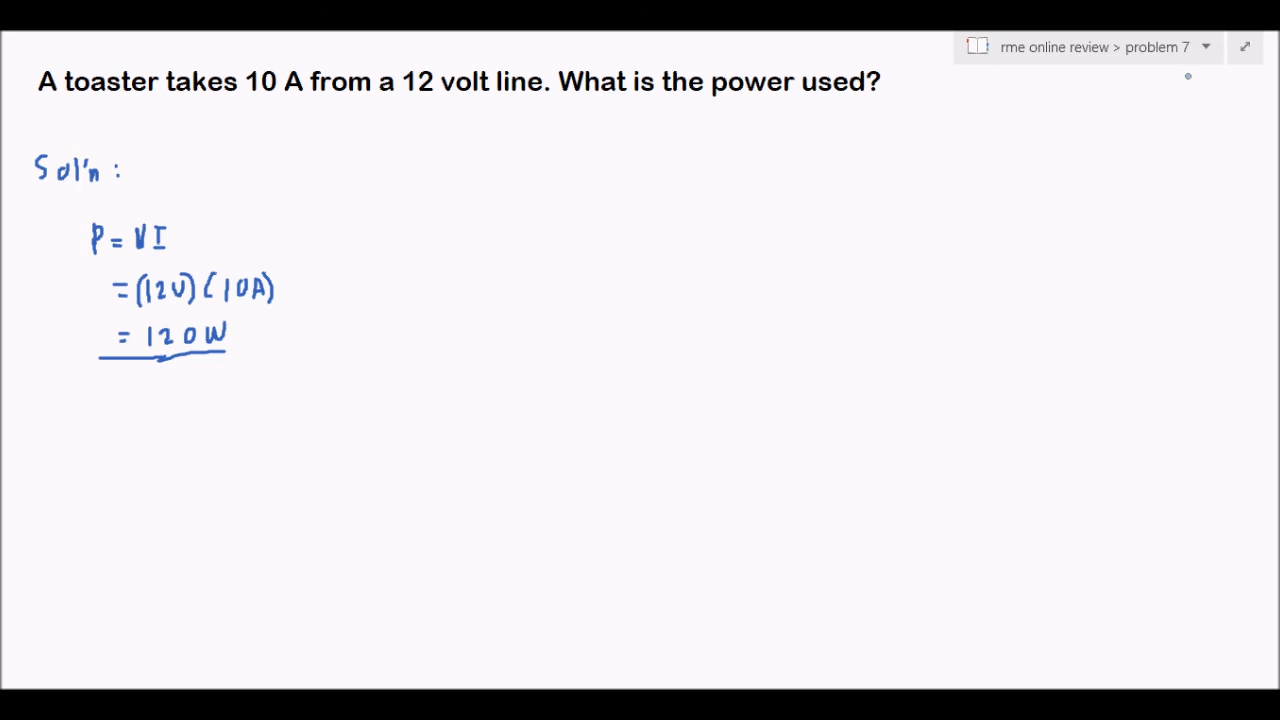 rme online review > problem 7
A toaster takes 10 A from a 12 volt line. What is the power used?
Sol'n :
P = VI
= (12V) (10A)
= 120W